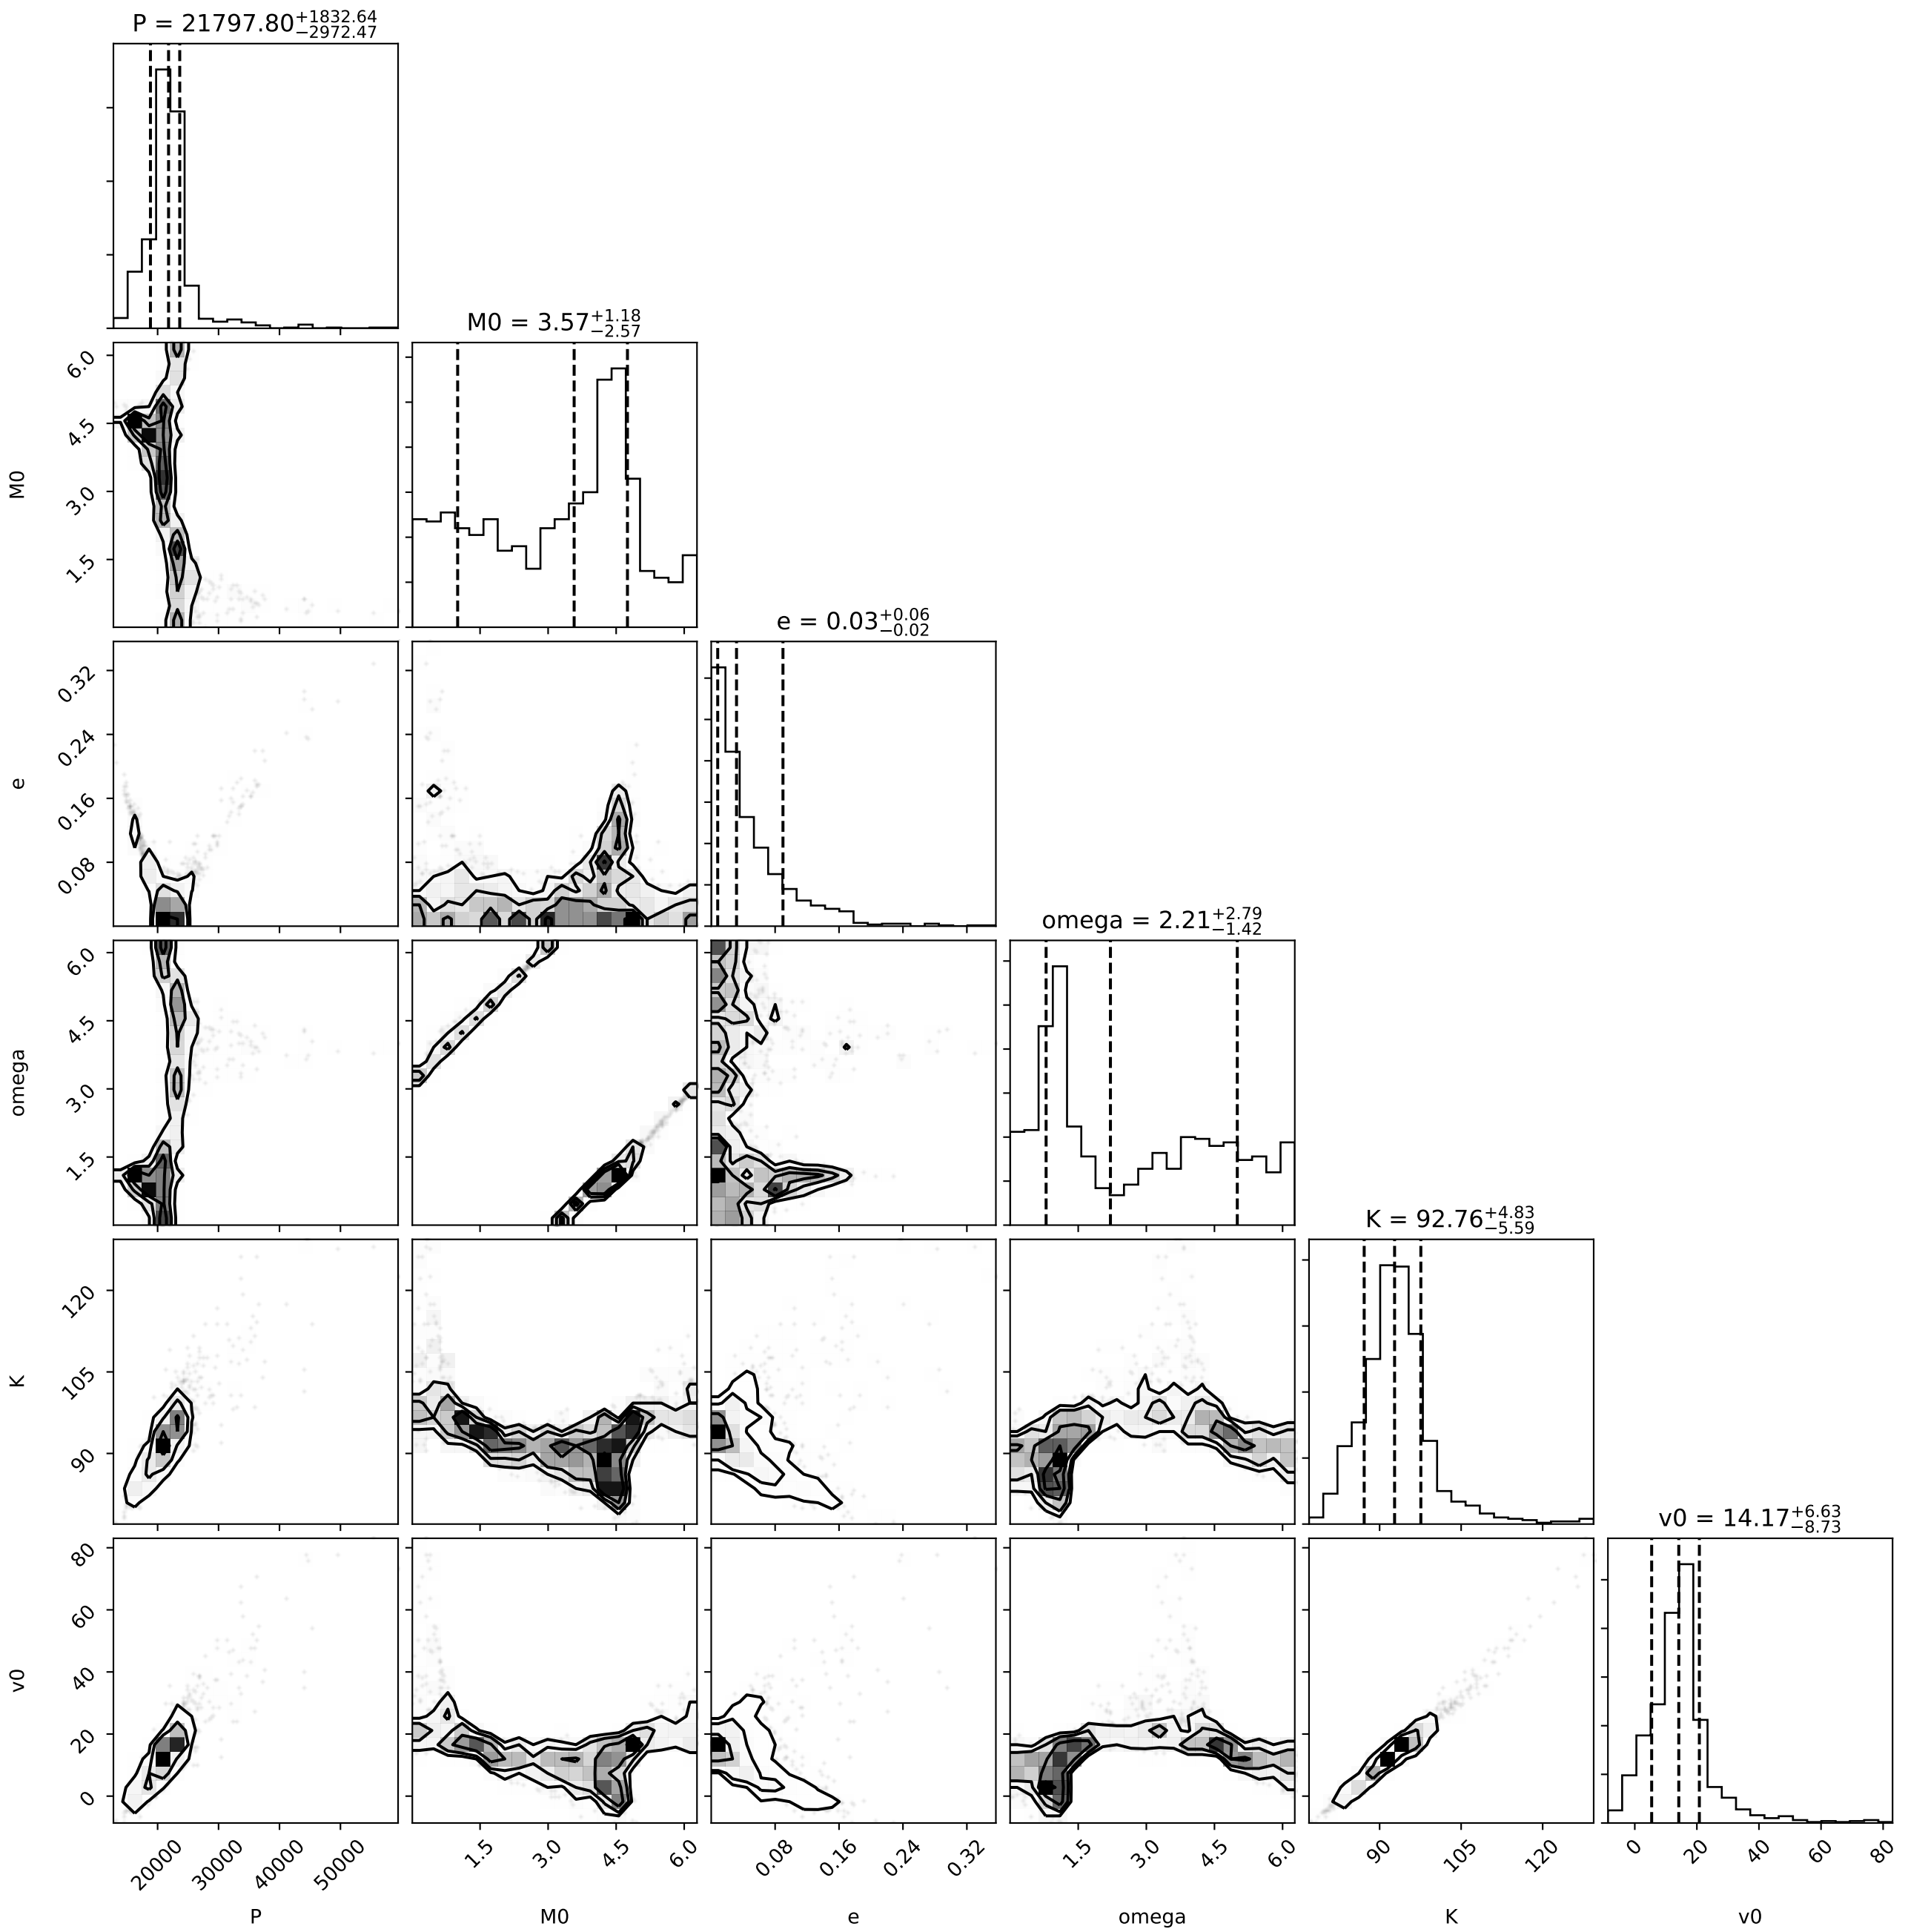 P = 21797.80+1832.64−2972.47
M0 = 3.57+1.18−2.57
6.0
4.5
3.0
1.5
M0
e = 0.03+0.06−0.02
0.32
0.24
0.16
0.08
e
omega = 2.21+2.79−1.42
6.0
4.5
3.0
1.5
omega
K = 92.76+4.83−5.59
120
105
90
K
v0 = 14.17+6.63−8.73
80
60
40
20
0
v0
20000 30000 40000 50000 1.5 3.0 4.5 6.0 0.08 0.16 0.24 0.32 1.5 3.0 4.5 6.0 90 105 120 0 20 40 60 80
P M0 e omega K v0